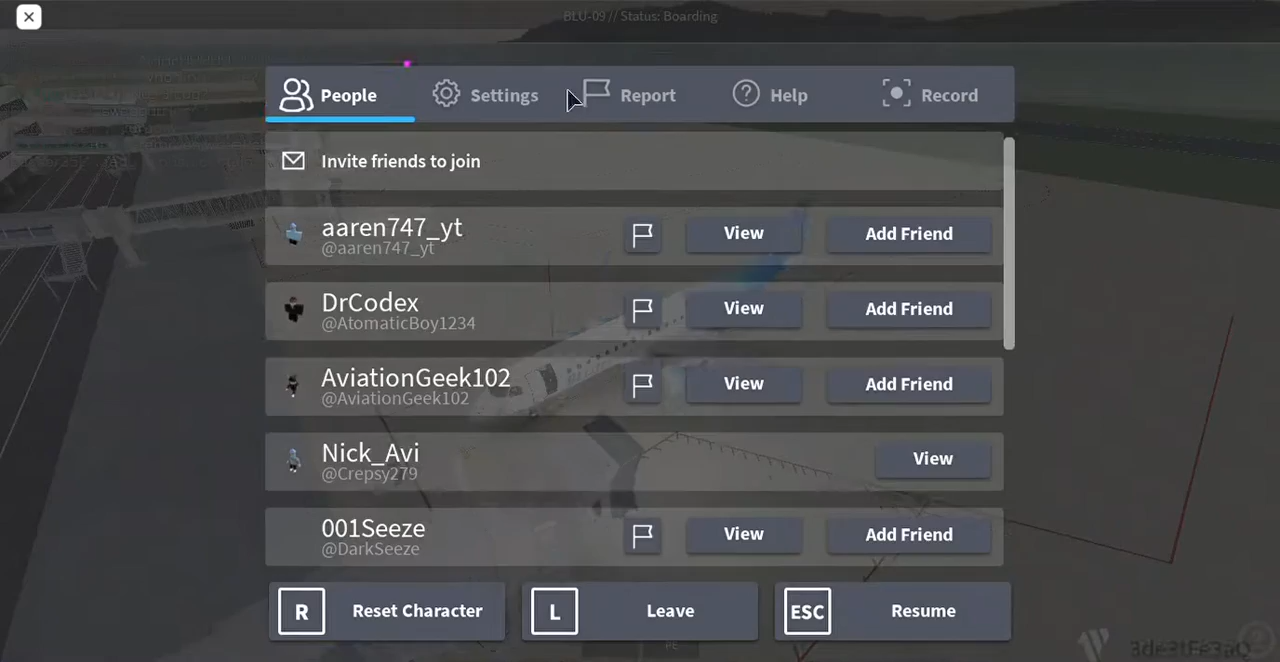 BLU-09 // Status: Boarding
People
Settings
Report
Help
Record
Invite friends to join
aaren747_yt
@aaren747_yt
View
Add Friend
DrCodex
@AtomaticBoy1234
View
Add Friend
AviationGeek102
@AviationGeek102
View
Add Friend
Nick_Avi
@Crepsy279
View
001Seeze
@DarkSeeze
View
Add Friend
R
Reset Character
L
Leave
ESC
Resume
PE